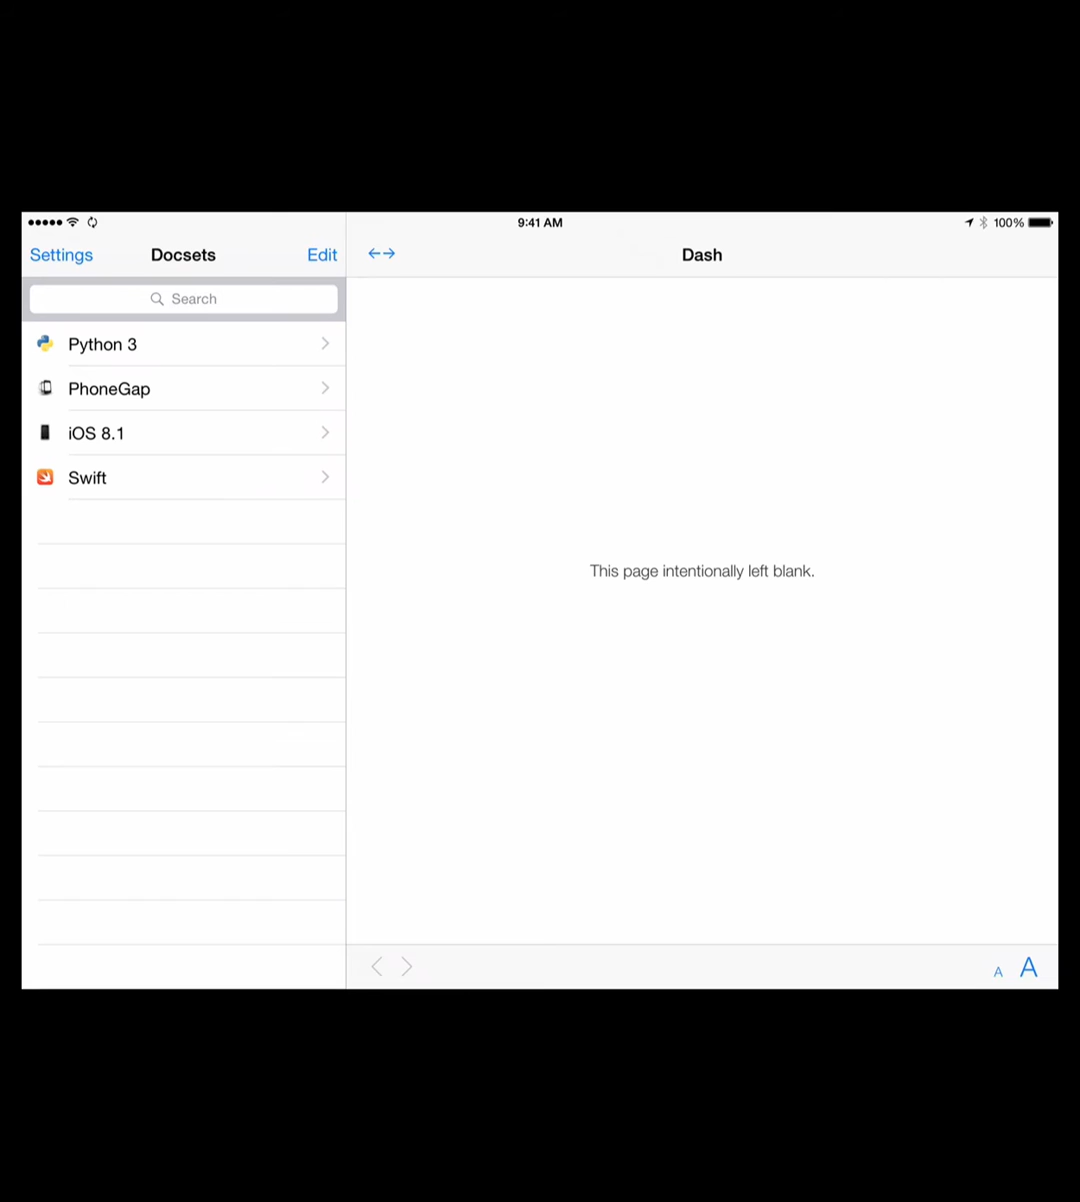 9:41 AM
100%
Settings
Docsets
Edit
Dash
Search
Python 3
PhoneGap
iOS 8.1
Swift
This page intentionally left blank.
A A